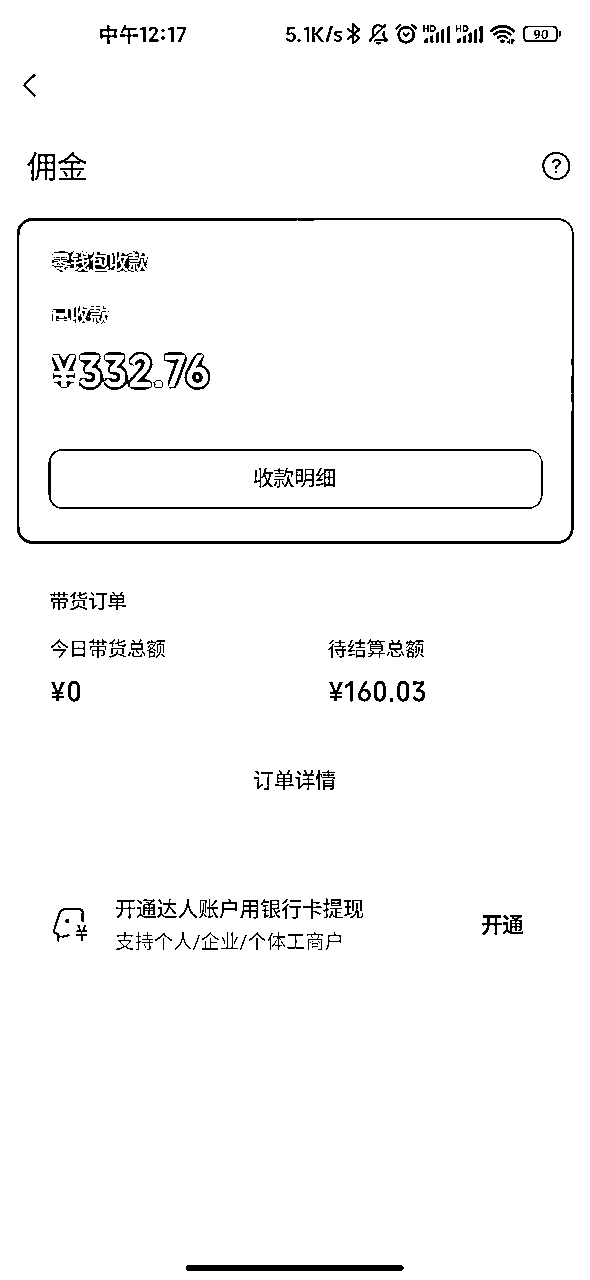 中午12:17
5.1K/s
HD
HD
90
佣金
?
零钱包收款
已收款
¥332.76
收款明细
带货订单
今日带货总额
待结算总额
¥0
¥160.03
订单详情
开通达人账户用银行卡提现
支持个人/企业/个体工商户
开通